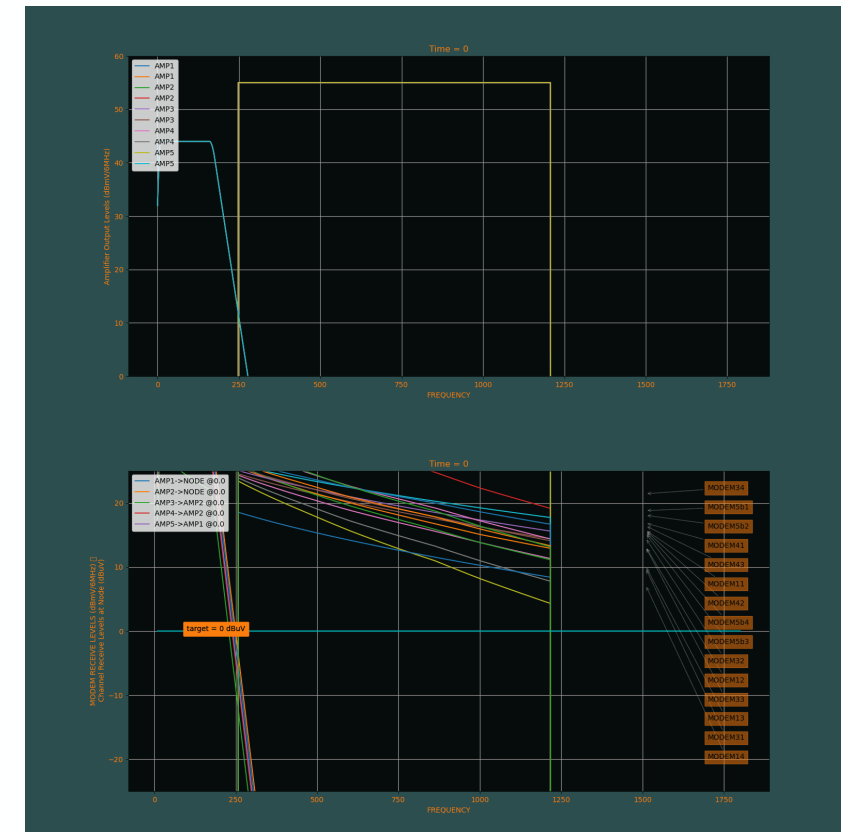 Time = 0
60
50
40
30
20
10
0
Amplifier Output Levels (dBmV/6MHz)
AMP1
AMP1
AMP2
AMP2
AMP3
AMP3
AMP4
AMP4
AMP5
AMP5
0
250
500
750
1000
1250
1500
1750
FREQUENCY
Time = 0
20
10
0
−10
−20
MODEM RECEIVE LEVELS (dBmV/6MHz) ▯
Channel Receive Levels at Node (dBuV)
AMP1->NODE @0.0
AMP2->NODE @0.0
AMP3->AMP2 @0.0
AMP4->AMP2 @0.0
AMP5->AMP1 @0.0
target = 0 dBuV
MODEM34
MODEM5b1
MODEM5b2
MODEM41
MODEM43
MODEM11
MODEM42
MODEM5b4
MODEM5b3
MODEM32
MODEM12
MODEM33
MODEM13
MODEM31
MODEM14
0
250
500
750
1000
1250
1500
1750
FREQUENCY